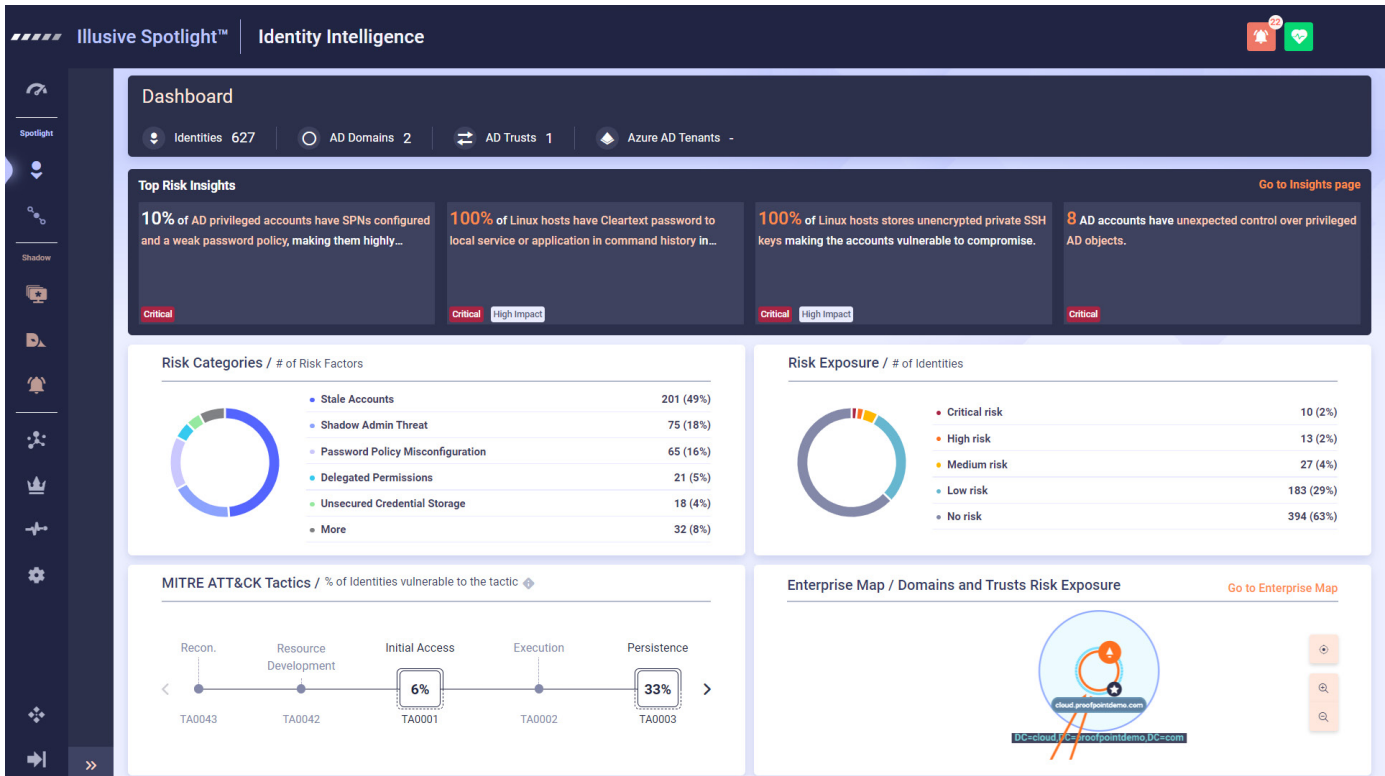 Illusive Spotlight™
Identity Intelligence
22
Spotlight
Shadow
Dashboard
Identities 627
AD Domains 2
AD Trusts 1
Azure AD Tenants -
Top Risk Insights
Go to Insights page
10% of AD privileged accounts have SPNs configured
and a weak password policy, making them highly...
Critical
100% of Linux hosts have Cleartext password to
local service or application in command history in...
Critical High Impact
100% of Linux hosts stores unencrypted private SSH
keys making the accounts vulnerable to compromise.
Critical High Impact
8 AD accounts have unexpected control over privileged
AD objects.
Critical
Risk Categories / # of Risk Factors
Stale Accounts 201 (49%)
Shadow Admin Threat 75 (18%)
Password Policy Misconfiguration 65 (16%)
Delegated Permissions 21 (5%)
Unsecured Credential Storage 18 (4%)
More 32 (8%)
Risk Exposure / # of Identities
Critical risk 10 (2%)
High risk 13 (2%)
Medium risk 27 (4%)
Low risk 183 (29%)
No risk 394 (63%)
MITRE ATT&CK Tactics / % of Identities vulnerable to the tactic
Recon.
TA0043
Resource
Development
TA0042
Initial Access
6%
TA0001
Execution
TA0002
Persistence
33%
TA0003
Enterprise Map / Domains and Trusts Risk Exposure
Go to Enterprise Map
cloud.proofpointdemo.com
DC=cloud,DC=proofpointdemo,DC=com